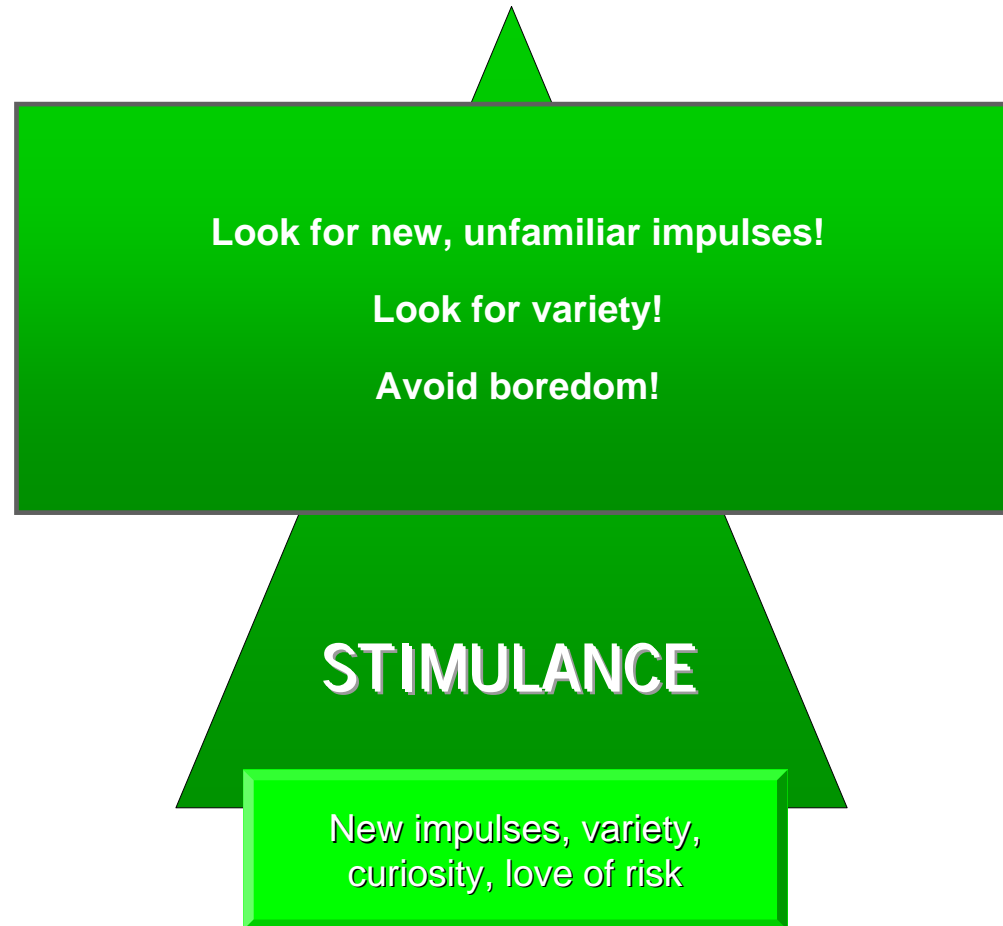 Look for new, unfamiliar impulses!
Look for variety!
Avoid boredom!
STIMULANCE
New impulses, variety,
curiosity, love of risk